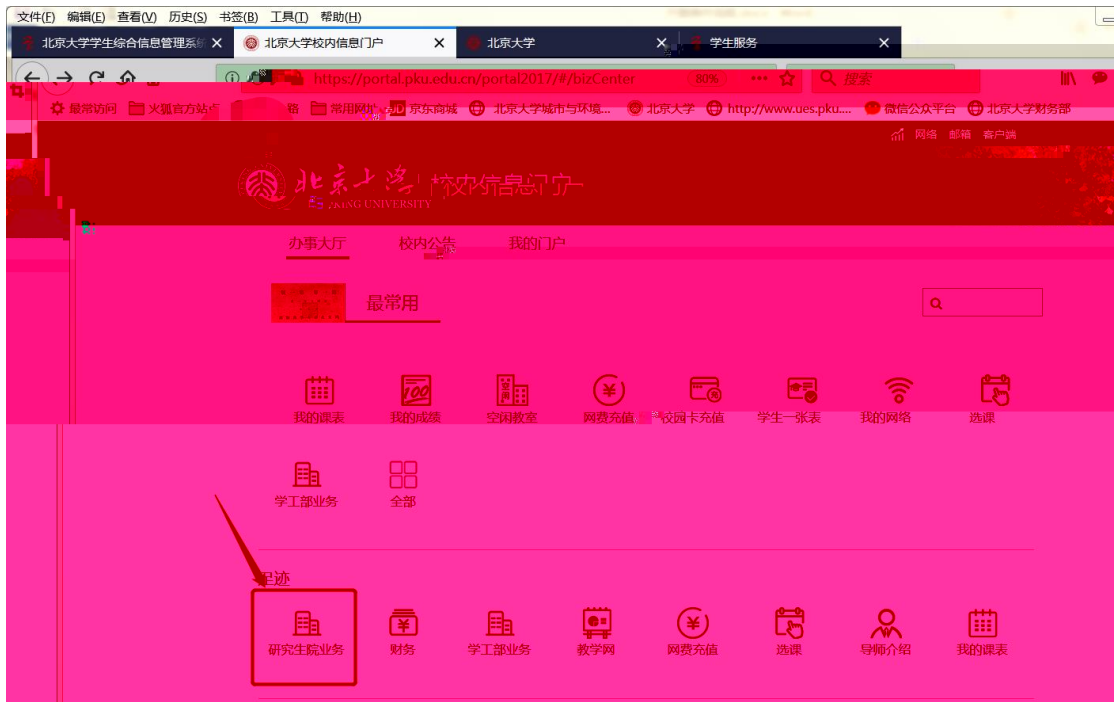 文件(F) 编辑(E) 查看(V) 历史(S) 书签(B) 工具(T) 帮助(H)
北京大学学生综合信息管理系统 北京大学校内信息门户 北京大学 学生服务
https://portal.pku.edu.cn/portal2017/#/bizCenter 80% 搜索
最常访问 火狐官方站点 常用网址 JD 京东商城 北京大学城市与环境... 北京大学 http://www.ues.pku.... 微信公众平台 北京大学财务部
网络 邮箱 客户端
北京大学 校内信息门户
PEKING UNIVERSITY
办事大厅 校内公告 我的门户
最常用
我的课表 我的成绩 空闲教室 网费充值 校园卡充值 学生一张表 我的网络 选课
学工部业务 全部
足迹
研究生院业务 财务 学工部业务 教学网 网费充值 选课 导师介绍 我的课表